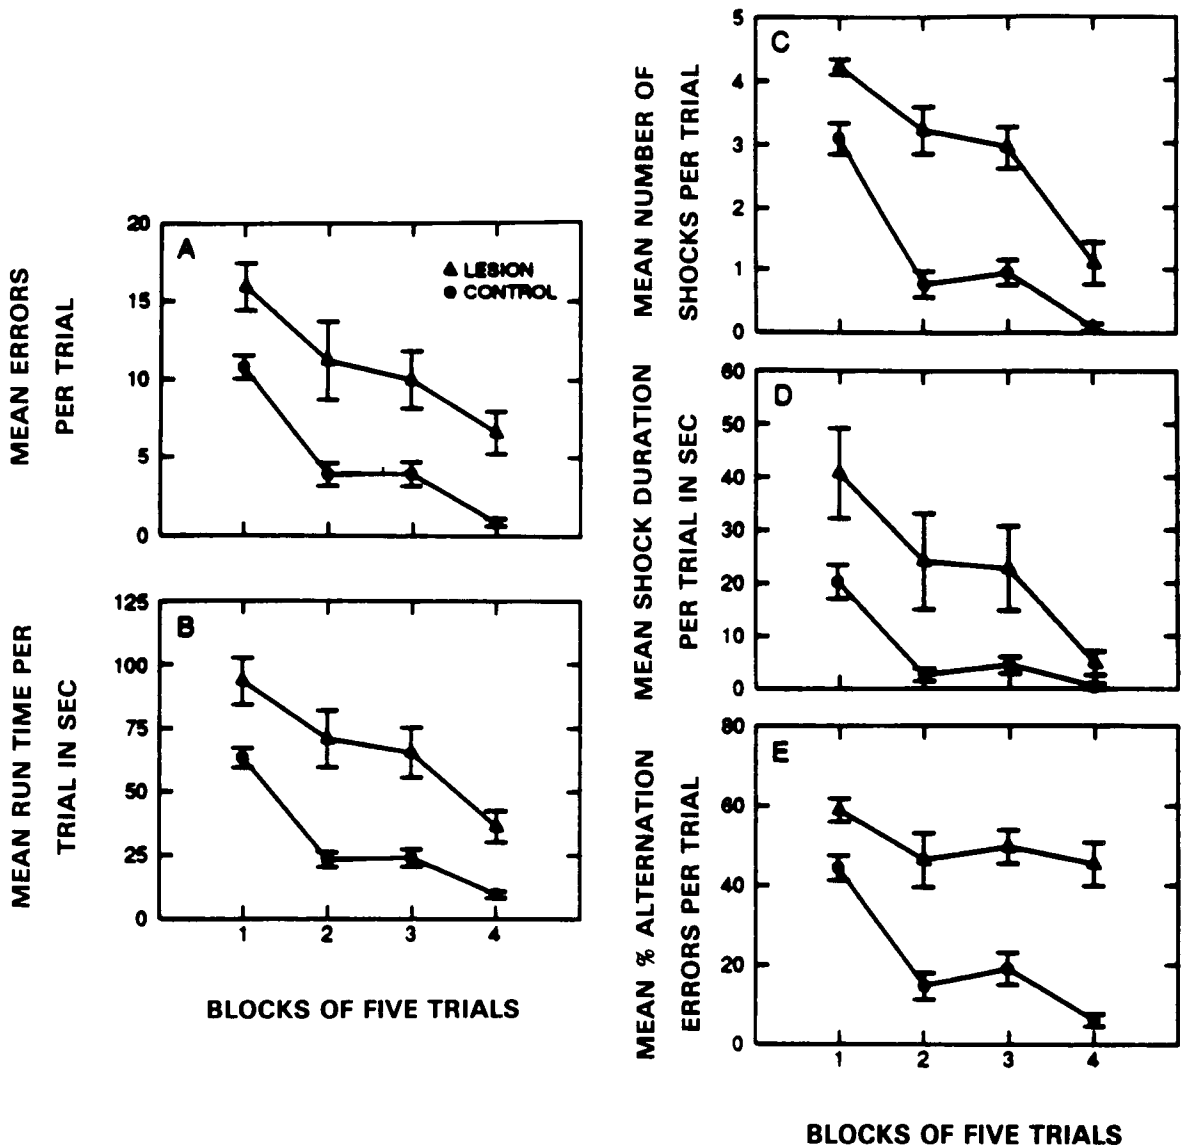 MEAN ERRORS
PER TRIAL
20
15
10
5
0
A
LESION
CONTROL
MEAN RUN TIME PER
TRIAL IN SEC
125
100
75
50
25
0
B
1 2 3 4
BLOCKS OF FIVE TRIALS
MEAN NUMBER OF
SHOCKS PER TRIAL
5
4
3
2
1
0
C
MEAN SHOCK DURATION
PER TRIAL IN SEC
60
50
40
30
20
10
0
D
MEAN % ALTERNATION
ERRORS PER TRIAL
80
60
40
20
0
E
1 2 3 4
BLOCKS OF FIVE TRIALS